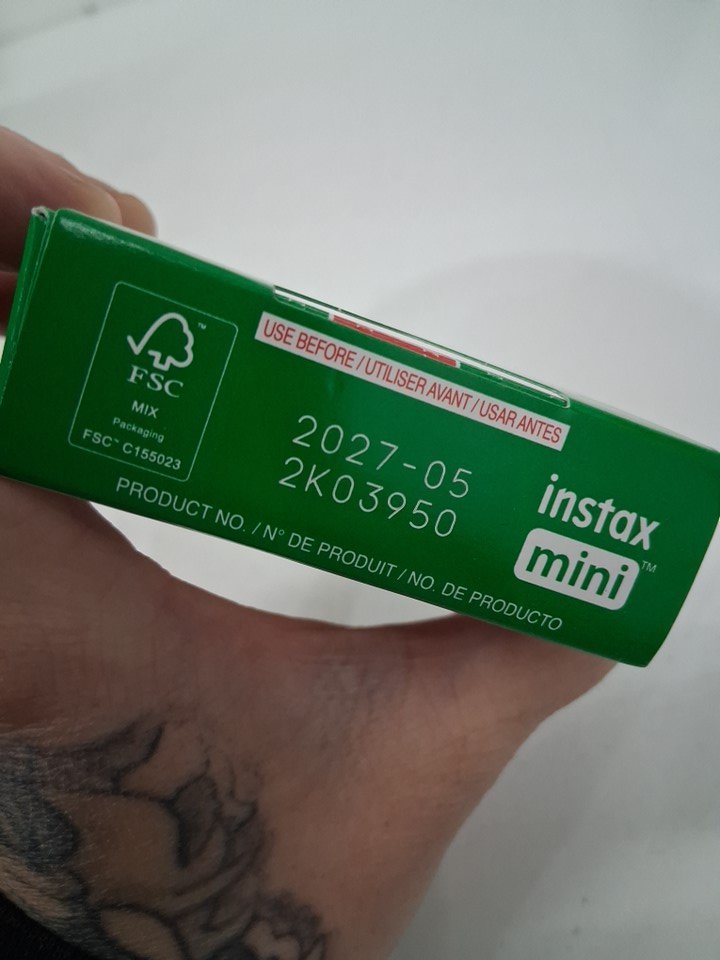 FSC™
MIX
Packaging
FSC™ C155023
USE BEFORE / UTILISER AVANT / USAR ANTES
2027-05
2K03950
PRODUCT NO. / N° DE PRODUIT / NO. DE PRODUCTO
instax
mini™